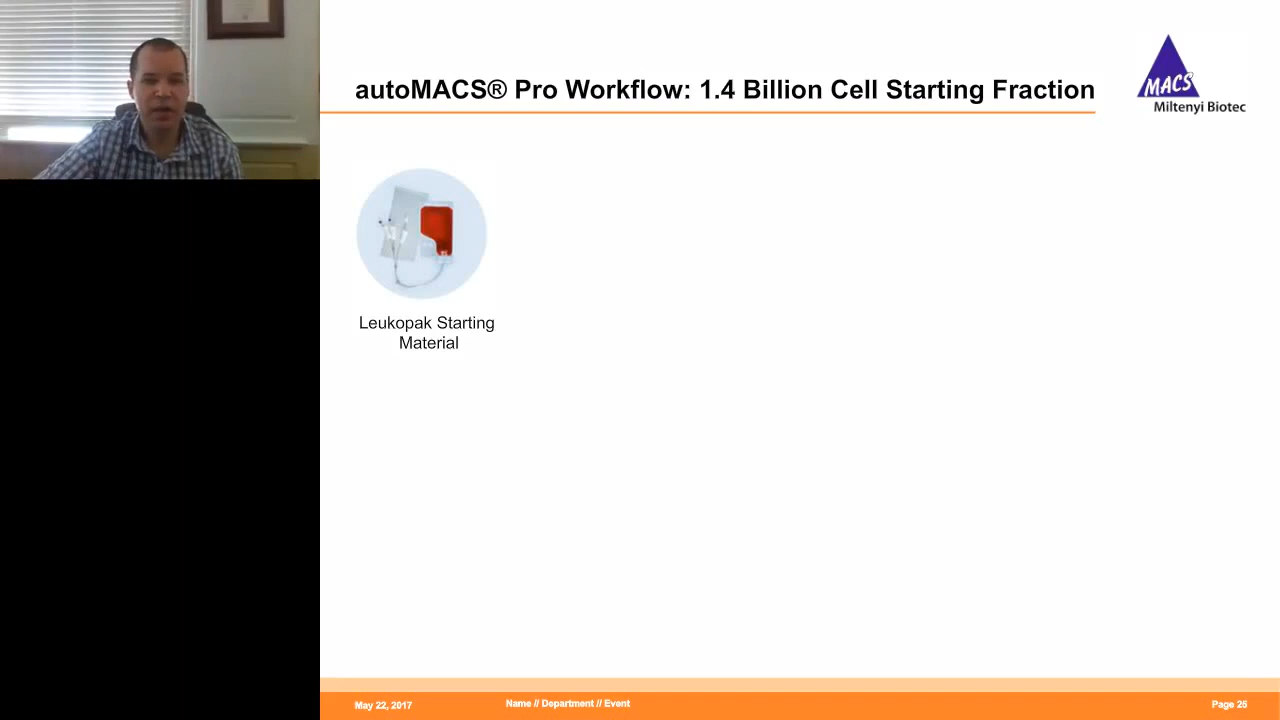 autoMACS® Pro Workflow: 1.4 Billion Cell Starting Fraction
MACS
Miltenyi Biotec
Leukopak Starting
Material
May 22, 2017
Name // Department // Event
Page 25